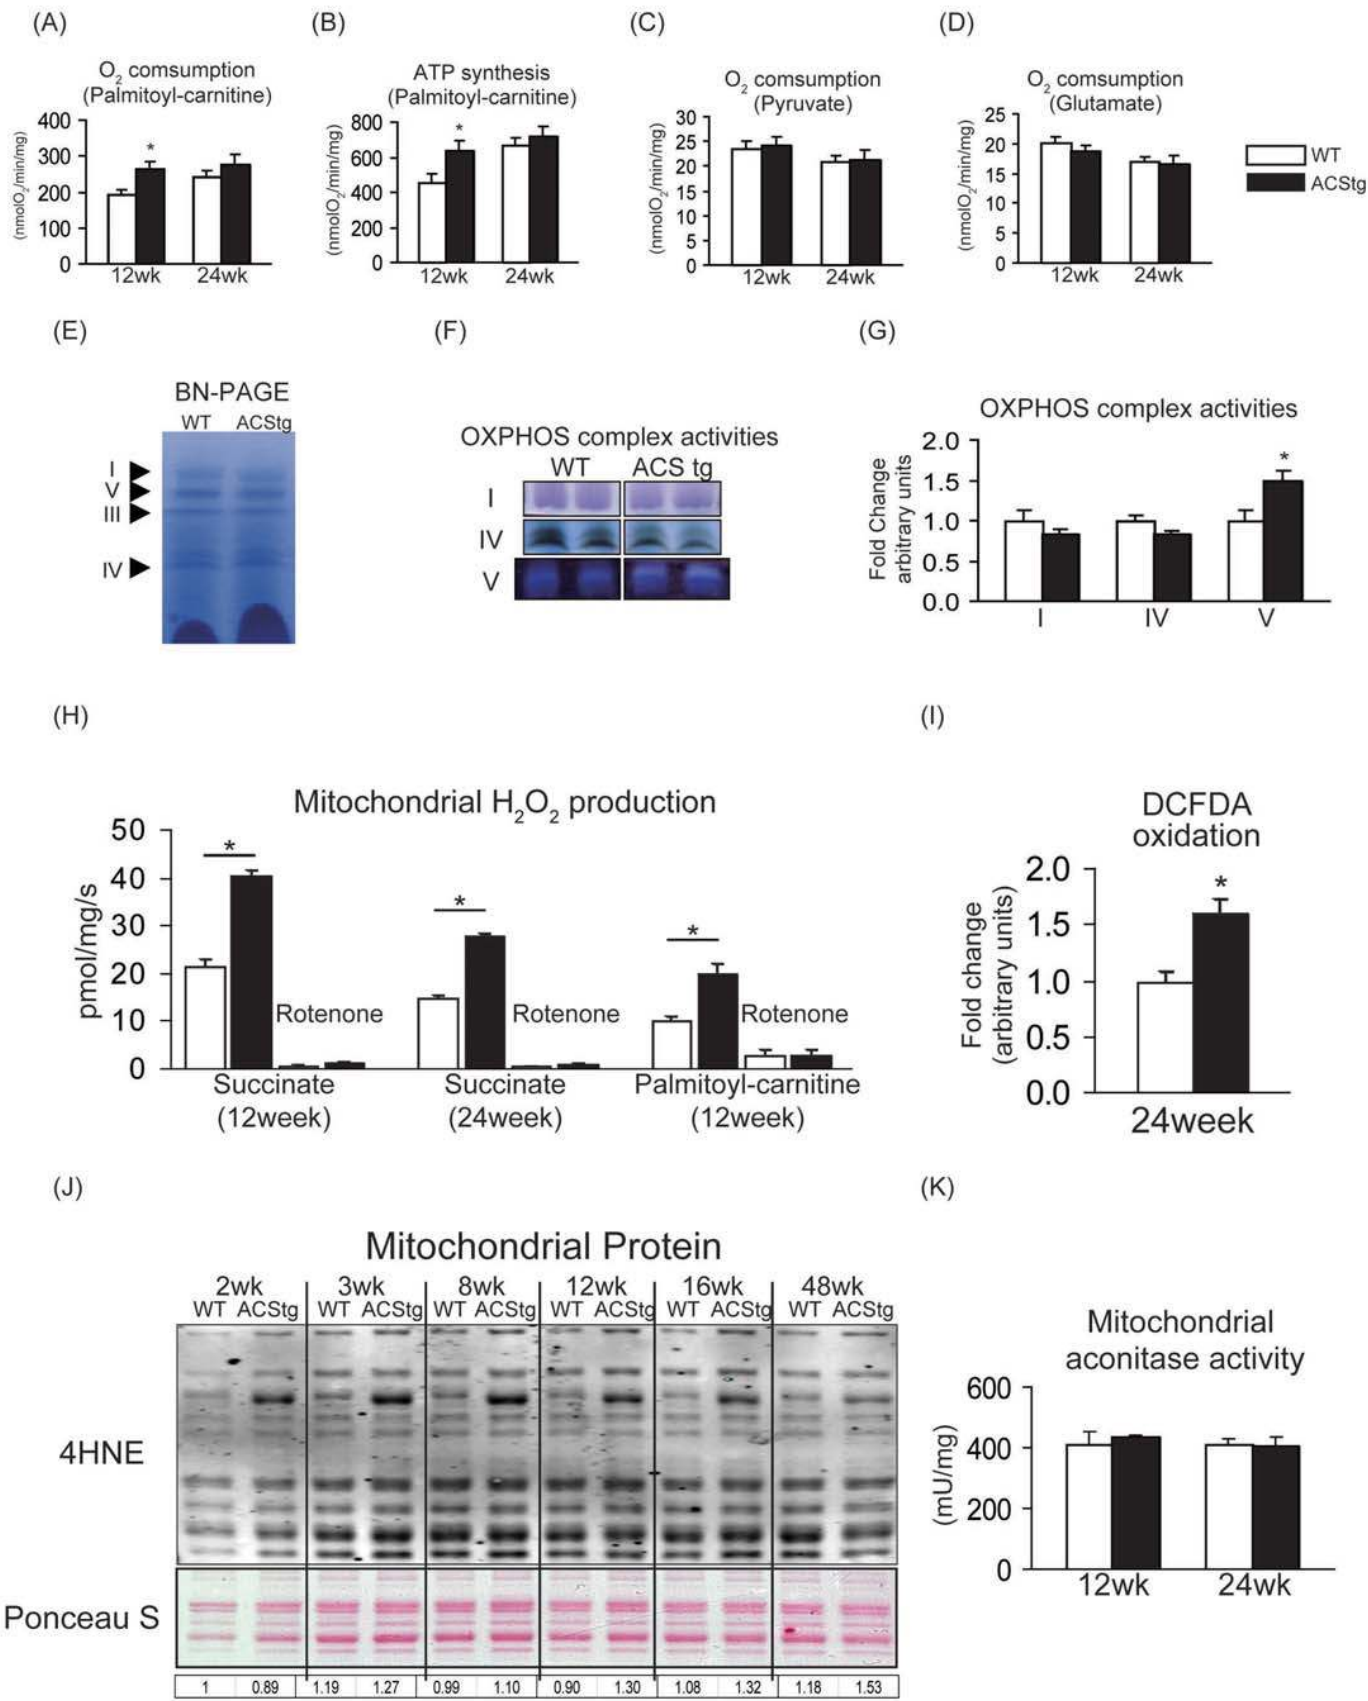 (A)
O2 comsumption
(Palmitoyl-carnitine)
(nmolO2/min/mg)
400
300
200
100
0
*
12wk
24wk
(B)
ATP synthesis
(Palmitoyl-carnitine)
(nmolO2/min/mg)
800
600
400
200
0
*
12wk
24wk
(C)
O2 comsumption
(Pyruvate)
(nmolO2/min/mg)
30
25
20
15
10
5
0
12wk
24wk
(D)
O2 comsumption
(Glutamate)
(nmolO2/min/mg)
25
20
15
10
5
0
12wk
24wk
WT
ACStg
(E)
BN-PAGE
WT ACStg
I
V
III
IV
(F)
OXPHOS complex activities
WT ACS tg
I
IV
V
(G)
OXPHOS complex activities
Fold Change
arbitrary units
2.0
1.5
1.0
0.5
0.0
*
I IV V
(H)
Mitochondrial H2O2 production
pmol/mg/s
50
40
30
20
10
0
* * *
Rotenone Rotenone Rotenone
Succinate
(12week)
Succinate
(24week)
Palmitoyl-carnitine
(12week)
(I)
DCFDA
oxidation
Fold change
(arbitrary units)
2.0
1.5
1.0
0.5
0.0
*
24week
(J)
Mitochondrial Protein
2wk 3wk 8wk 12wk 16wk 48wk
WT ACStg WT ACStg WT ACStg WT ACStg WT ACStg WT ACStg
4HNE
Ponceau S
1 0.89 1.19 1.27 0.99 1.10 0.90 1.30 1.08 1.32 1.18 1.53
(K)
Mitochondrial
aconitase activity
(mU/mg)
600
400
200
0
12wk
24wk